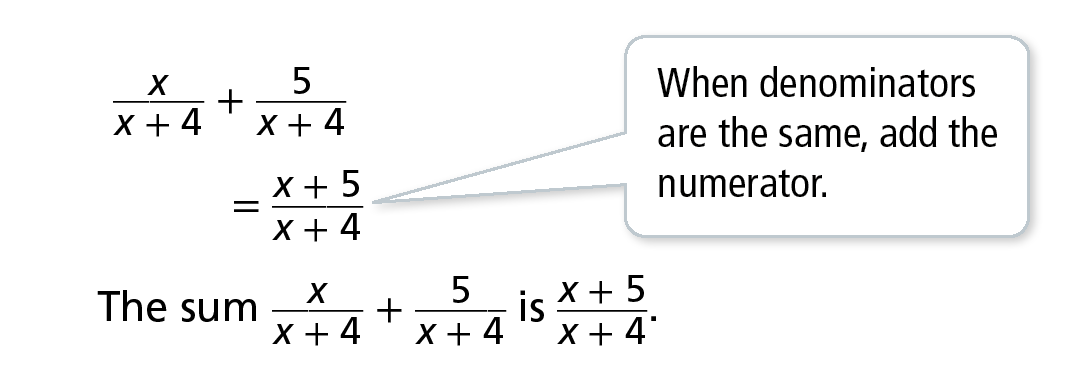 x/(x + 4) + 5/(x + 4)
= (x + 5)/(x + 4)
When denominators
are the same, add the
numerator.
The sum x/(x + 4) + 5/(x + 4) is (x + 5)/(x + 4).